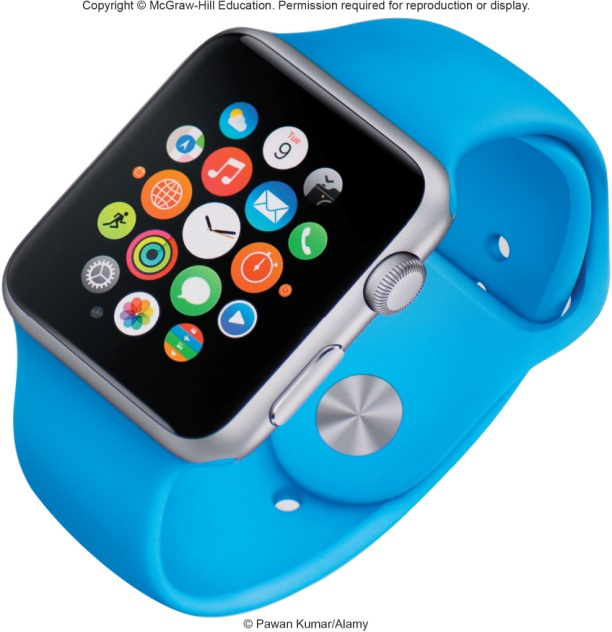 Copyright © McGraw-Hill Education. Permission required for reproduction or display.
Tue
9
© Pawan Kumar/Alamy